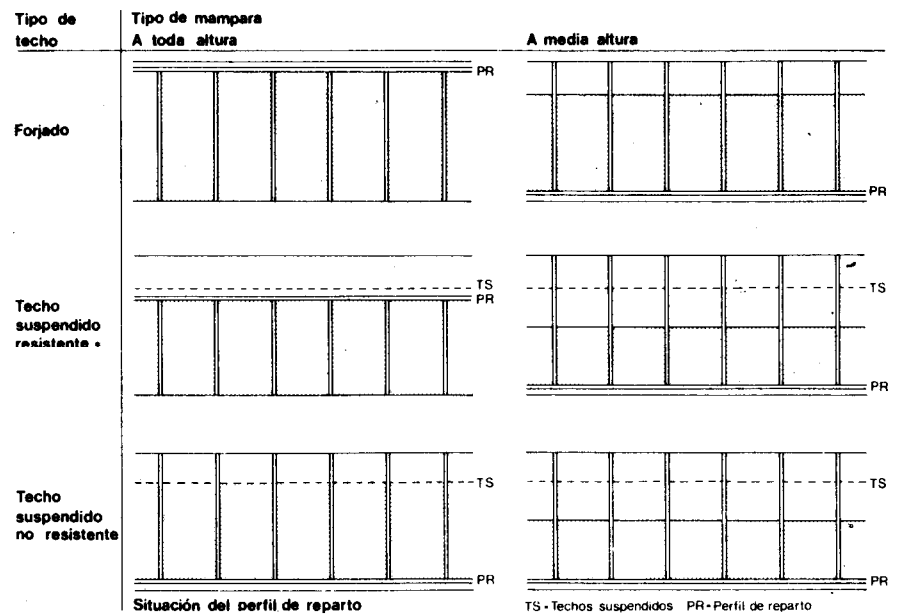 Tipo de
techo
Tipo de mampara
A toda altura
A media altura
PR
Forjado
PR
TS
PR
Techo
suspendido
resistente
TS
PR
TS
Techo
suspendido
no resistente
PR
TS
PR
Situación del perfil de reparto
TS - Techos suspendidos PR - Perfil de reparto